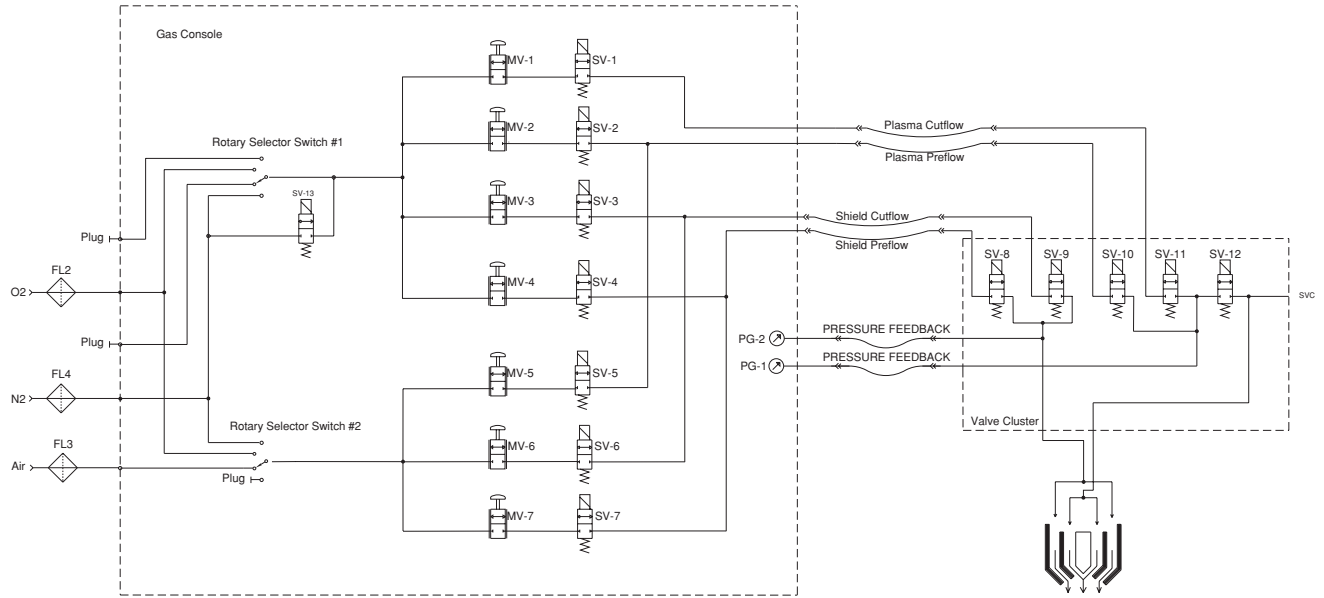 Gas Console
MV-1
SV-1
MV-2
SV-2
Plasma Cutflow
Plasma Preflow
Rotary Selector Switch #1
SV-13
MV-3
SV-3
Shield Cutflow
Shield Preflow
Plug
FL2
O2
MV-4
SV-4
SV-8
SV-9
SV-10
SV-11
SV-12
SVC
Plug
PG-2
PRESSURE FEEDBACK
PG-1
PRESSURE FEEDBACK
FL4
N2
MV-5
SV-5
Valve Cluster
Rotary Selector Switch #2
FL3
Air
Plug
MV-6
SV-6
MV-7
SV-7